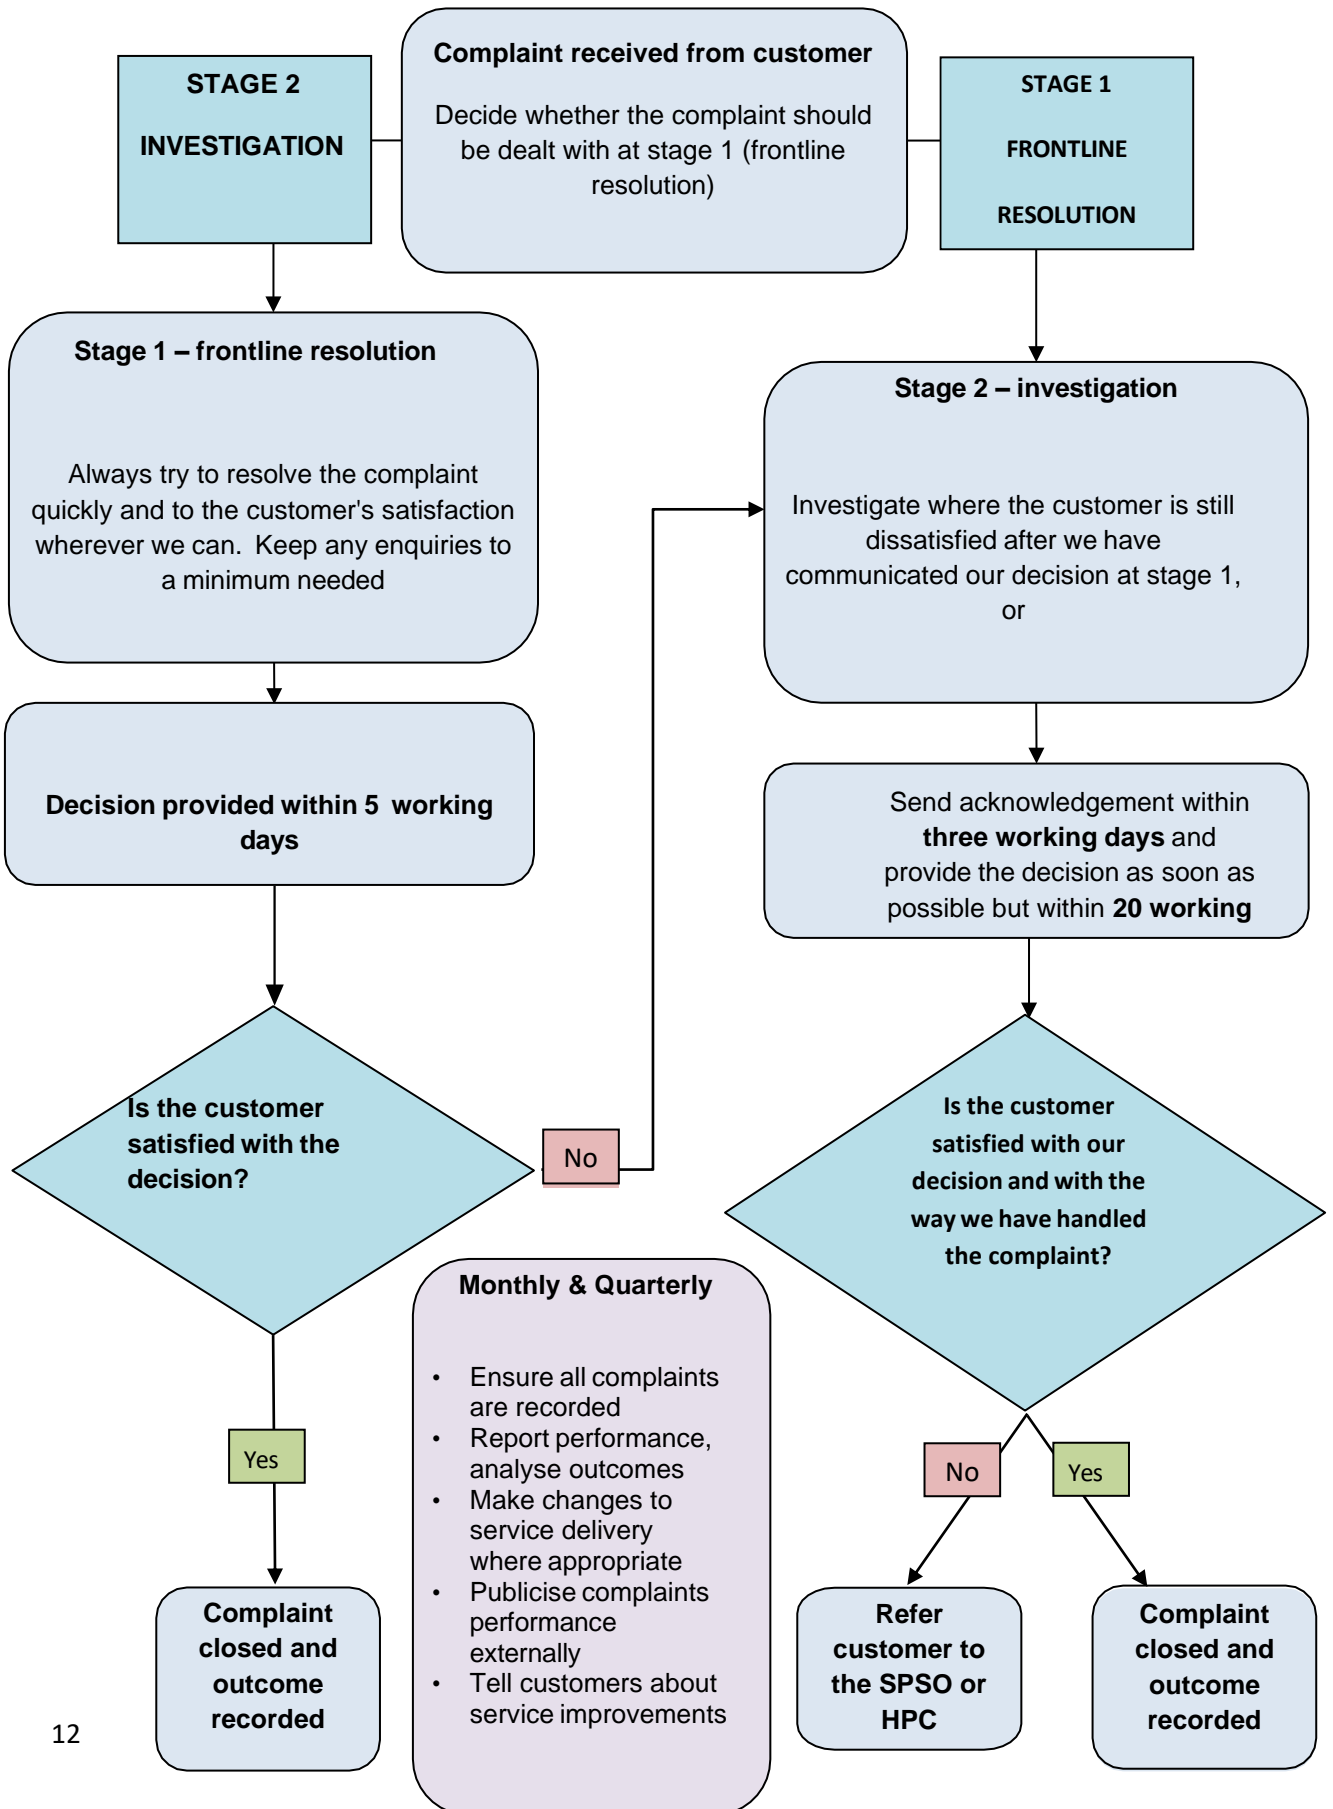 Complaint received from customer
Decide whether the complaint should
be dealt with at stage 1 (frontline
resolution)
STAGE 2
INVESTIGATION
STAGE 1
FRONTLINE
RESOLUTION
Stage 1 – frontline resolution
Always try to resolve the complaint
quickly and to the customer's satisfaction
wherever we can.  Keep any enquiries to
a minimum needed
Stage 2 – investigation
Investigate where the customer is still
dissatisfied after we have
communicated our decision at stage 1,
or
Decision provided within 5  working
days
Send acknowledgement within
three working days and
provide the decision as soon as
possible but within 20 working
Is the customer
satisfied with the
decision?
No
Is the customer
satisfied with our
decision and with the
way we have handled
the complaint?
Monthly & Quarterly
• Ensure all complaints
are recorded
• Report performance,
analyse outcomes
• Make changes to
service delivery
where appropriate
• Publicise complaints
performance
externally
• Tell customers about
service improvements
Yes
No
Yes
Complaint
closed and
outcome
recorded
Refer
customer to
the SPSO or
HPC
Complaint
closed and
outcome
recorded
12